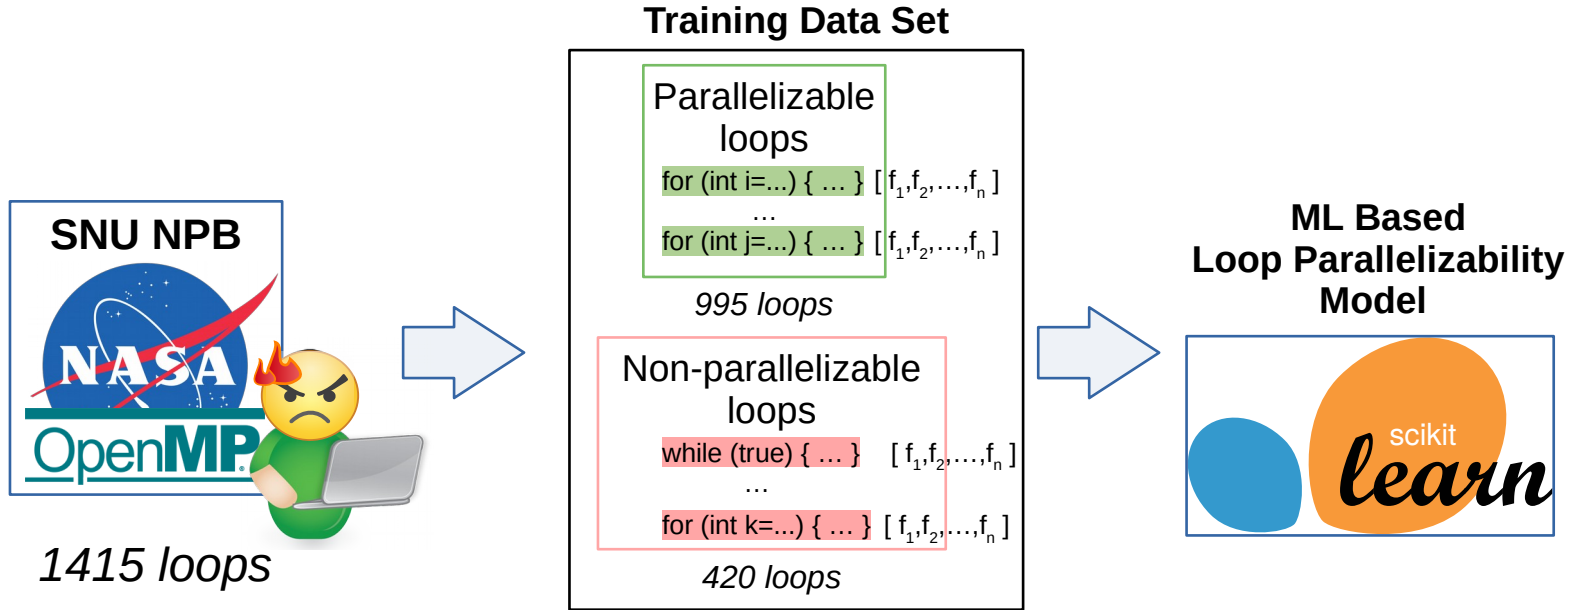 Training Data Set
Parallelizable
loops
for (int i=...) { … } [ f1,f2,…,fn ]
…
for (int j=...) { … } [ f1,f2,…,fn ]
995 loops
Non-parallelizable
loops
while (true) { … } [ f1,f2,…,fn ]
…
for (int k=...) { … } [ f1,f2,…,fn ]
420 loops
SNU NPB
NASA
OpenMP
1415 loops
ML Based
Loop Parallelizability
Model
scikit
learn